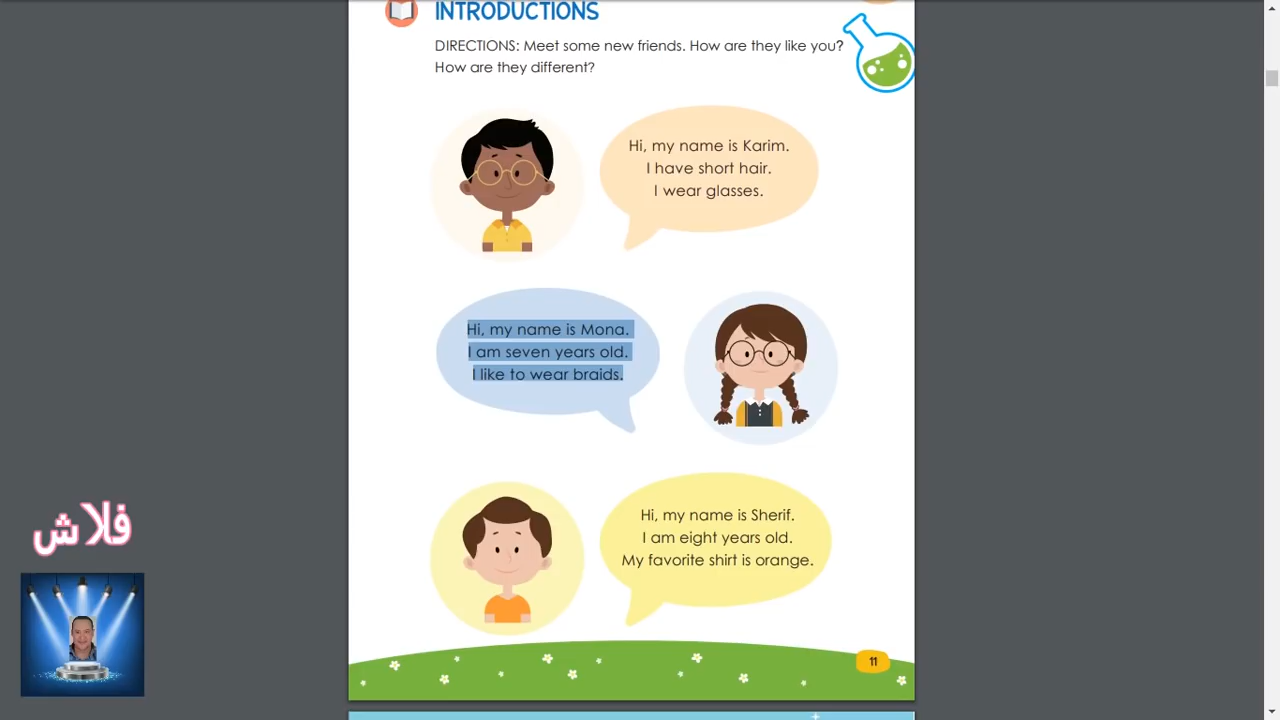 INTRODUCTIONS
DIRECTIONS: Meet some new friends. How are they like you?
How are they different?
Hi, my name is Karim.
I have short hair.
I wear glasses.
Hi, my name is Mona.
I am seven years old.
I like to wear braids.
Hi, my name is Sherif.
I am eight years old.
My favorite shirt is orange.
فلاش
11